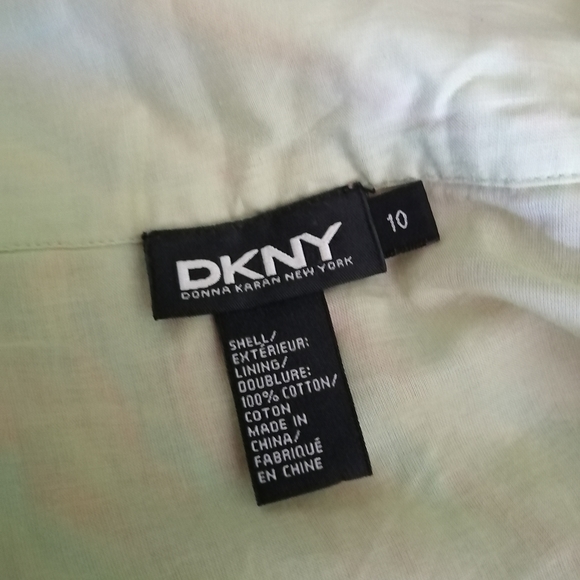 DKNY
DONNA KARAN NEW YORK
10
SHELL/
EXTÉRIEUR:
LINING/
DOUBLURE:
100% COTTON/
COTON
MADE IN
CHINA/
FABRIQUÉ
EN CHINE